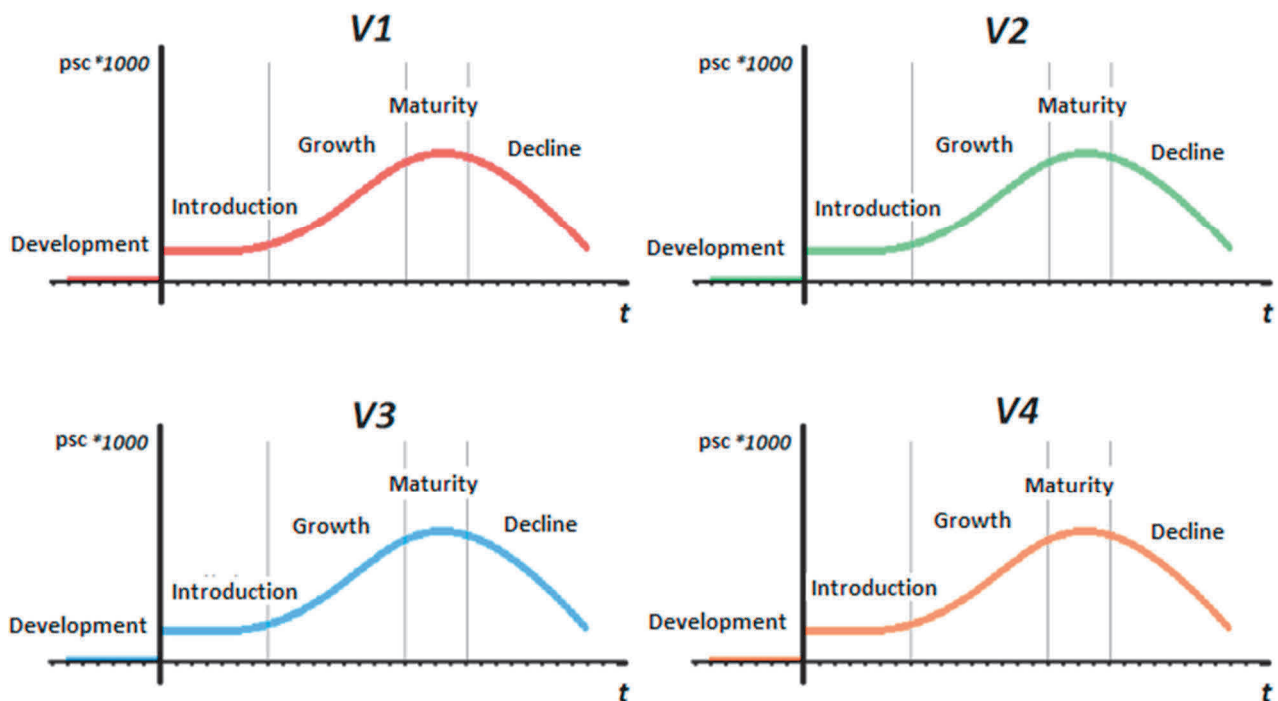 V1
psc *1000
Maturity
Growth
Decline
Introduction
Development
t
V2
psc *1000
Maturity
Growth
Decline
Introduction
Development
t
V3
psc *1000
Maturity
Growth
Decline
Introduction
Development
t
V4
psc *1000
Maturity
Growth
Decline
Introduction
Development
t